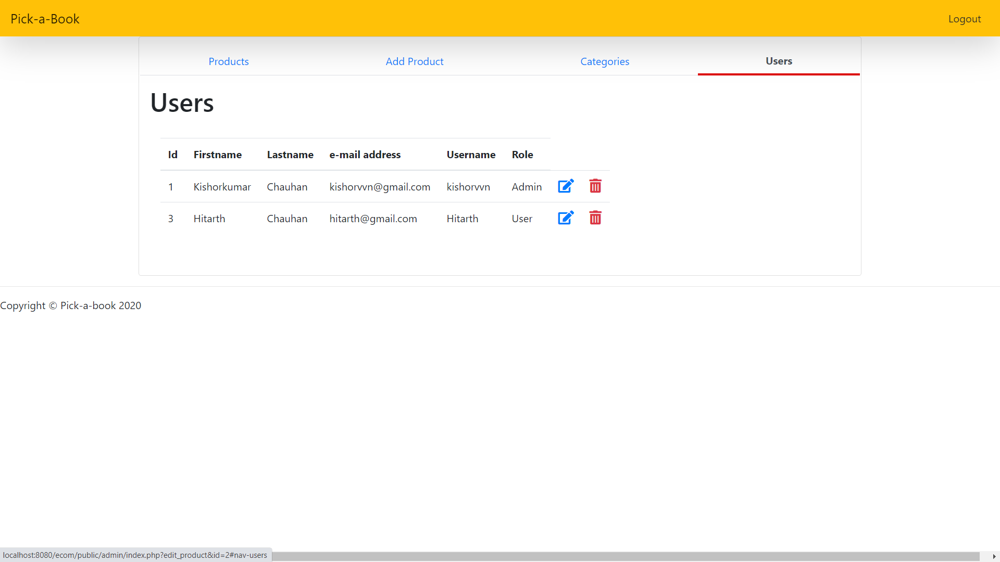 Pick-a-Book Logout
Products Add Product Categories Users
Users
Id Firstname Lastname e-mail address Username Role
1 Kishorkumar Chauhan kishorvvn@gmail.com kishorvvn Admin
3 Hitarth Chauhan hitarth@gmail.com Hitarth User
Copyright © Pick-a-book 2020
localhost:8080/ecom/public/admin/index.php?edit_product&id=2#nav-users